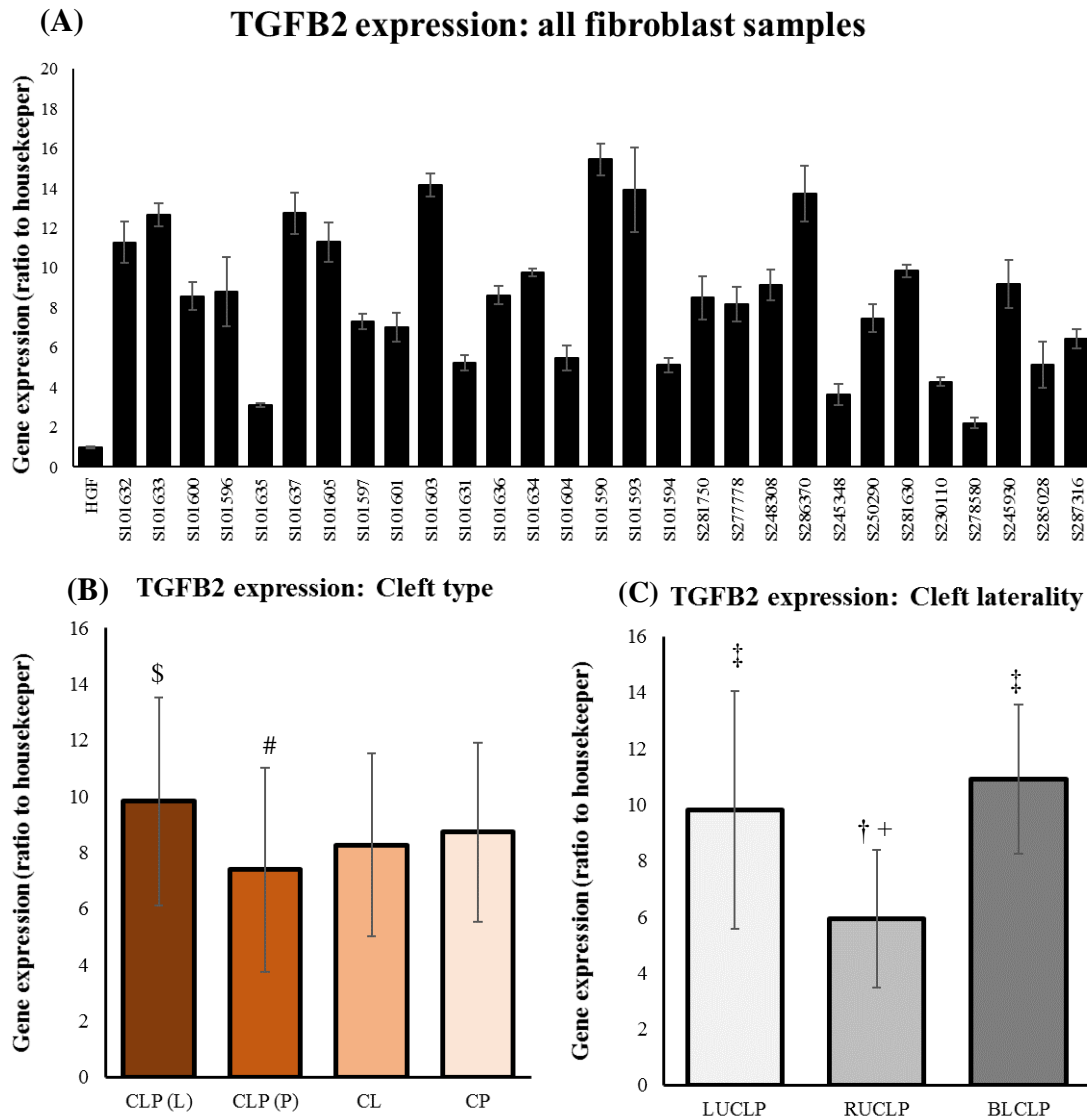 (A) TGFB2 expression: all fibroblast samples
Gene expression (ratio to housekeeper)
20
18
16
14
12
10
8
6
4
2
0
HGF
S101632
S101633
S101600
S101596
S101635
S101637
S101605
S101597
S101601
S101603
S101631
S101636
S101634
S101604
S101590
S101593
S101594
S281750
S277778
S248308
S286370
S245348
S250290
S281630
S230110
S278580
S245930
S285028
S287316
(B) TGFB2 expression: Cleft type
Gene expression (ratio to housekeeper)
16
14
12
10
8
6
4
2
0
$
#
CLP (L) CLP (P) CL CP
(C) TGFB2 expression: Cleft laterality
Gene expression (ratio to housekeeper)
16
14
12
10
8
6
4
2
0
‡
† +
‡
LUCLP RUCLP BLCLP